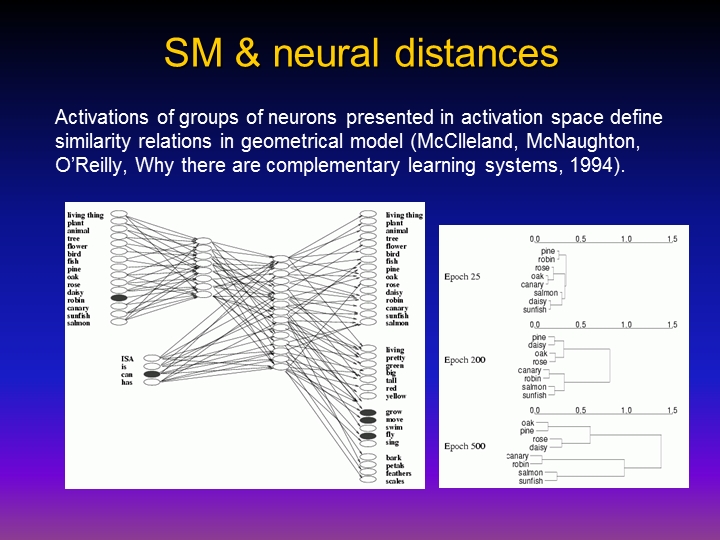 SM & neural distances
Activations of groups of neurons presented in activation space define
similarity relations in geometrical model (McClleland, McNaughton,
O’Reilly, Why there are complementary learning systems, 1994).
living thing
plant
animal
tree
flower
bird
fish
pine
oak
rose
daisy
robin
canary
sunfish
salmon
ISA
is
can
has
living thing
plant
animal
tree
flower
bird
fish
pine
oak
rose
daisy
robin
canary
sunfish
salmon
living
pretty
green
big
tall
red
yellow
grow
move
swim
fly
sing
bark
petals
feathers
scales
0,0 0,5 1,0 1,5
Epoch 25
pine
robin
rose
oak
canary
salmon
daisy
sunfish
0,0 0,5 1,0 1,5
Epoch 200
pine
daisy
oak
rose
canary
robin
salmon
sunfish
0,0 0,5 1,0 1,5
Epoch 500
oak
pine
rose
daisy
canary
robin
salmon
sunfish